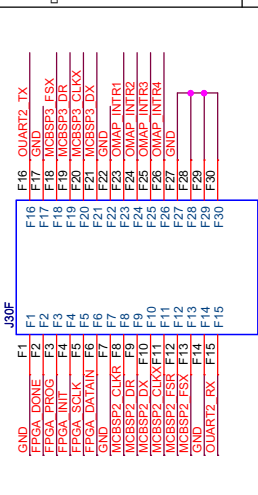 J30F
GND F1 F1 F16 F16 OUART2_TX
FPGA_DONE F2 F2 F17 F17 GND
FPGA_PROG F3 F3 F18 F18 MCBSP3_FSX
FPGA_INIT F4 F4 F19 F19 MCBSP3_DR
FPGA_SCLK F5 F5 F20 F20 MCBSP3_CLKX
FPGA_DATAIN F6 F6 F21 F21 MCBSP3_DX
GND F7 F7 F22 F22 GND
MCBSP2_CLKR F8 F8 F23 F23 OMAP_INTR1
MCBSP2_DR F9 F9 F24 F24 OMAP_INTR2
MCBSP2_DX F10 F10 F25 F25 OMAP_INTR3
MCBSP2_CLKX F11 F11 F26 F26 OMAP_INTR4
MCBSP2_FSR F12 F12 F27 F27 GND
MCBSP2_FSX F13 F13 F28 F28
GND F14 F14 F29 F29
OUART2_RX F15 F15 F30 F30